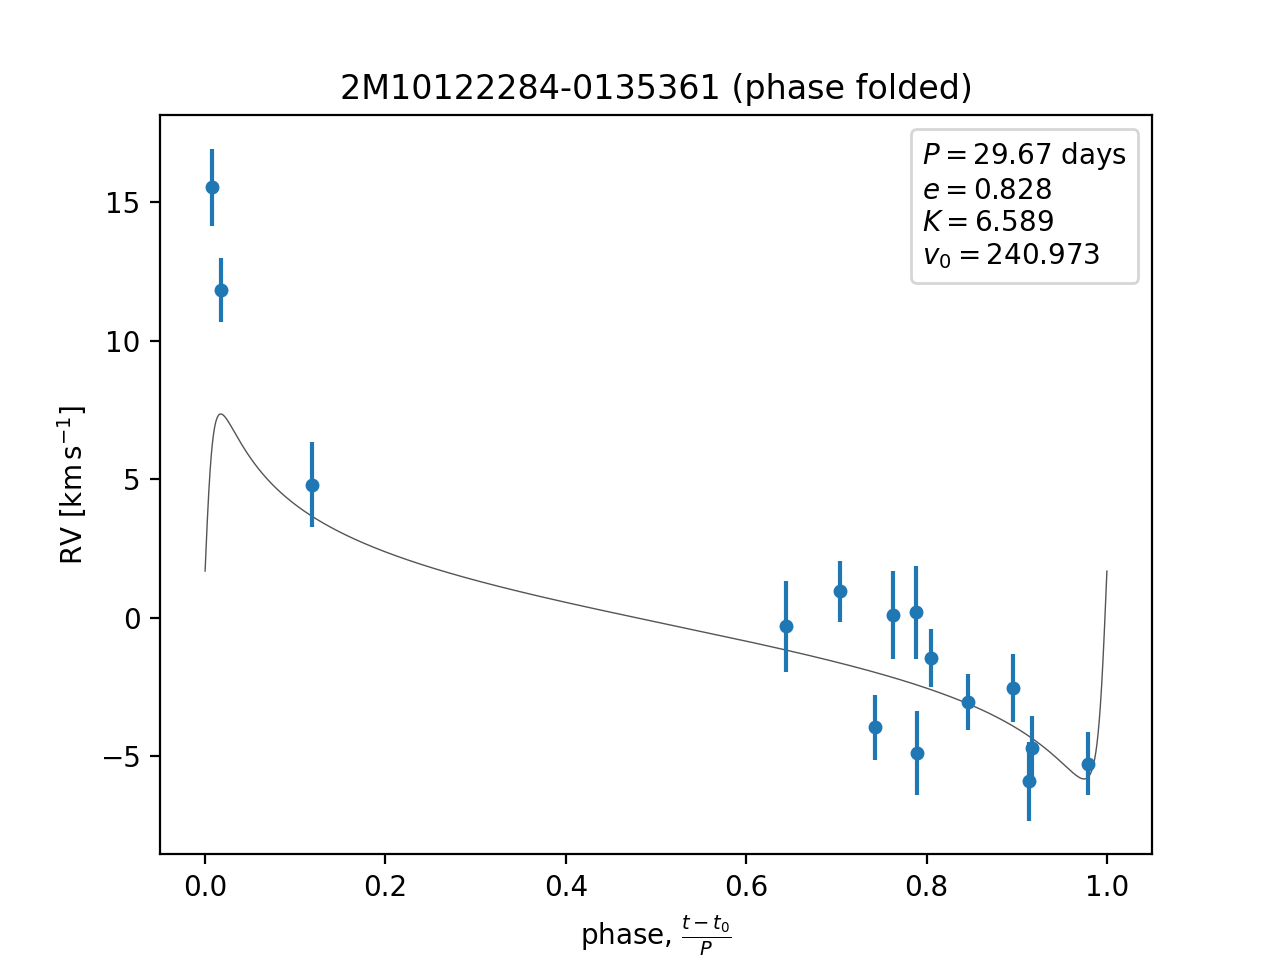 2M10122284-0135361 (phase folded)
P = 29.67 days
e = 0.828
K = 6.589
v₀ = 240.973
15
10
5
0
−5
RV [km s⁻¹]
0.0 0.2 0.4 0.6 0.8 1.0
phase, (t − t₀)/P